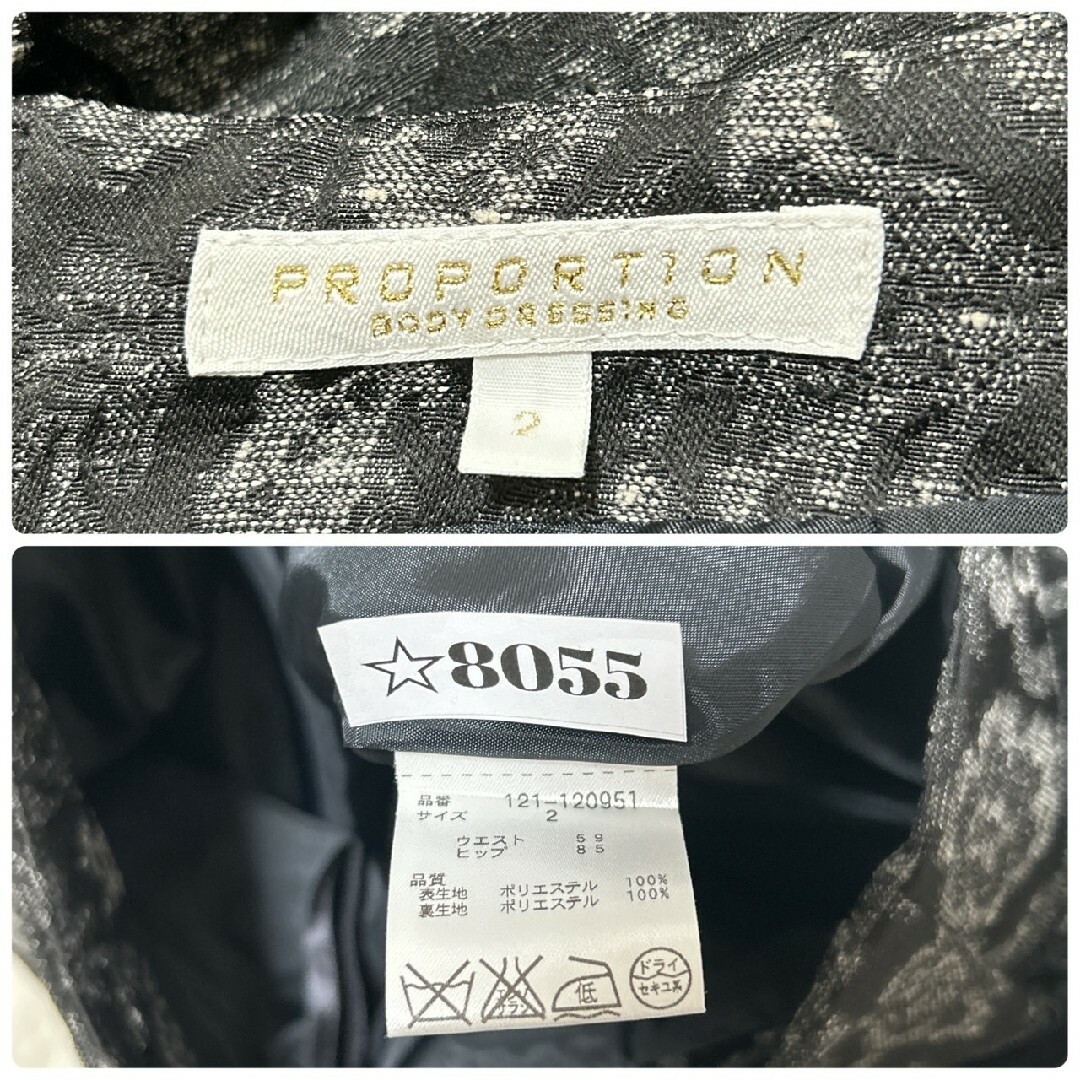 PROPORTION
BODY DRESSING
2
☆8055
品番 121-120951
サイズ 2
ウエスト 59
ヒップ 85
品質
表生地 ポリエステル 100%
裏生地 ポリエステル 100%
低
ドライ
セキユ系